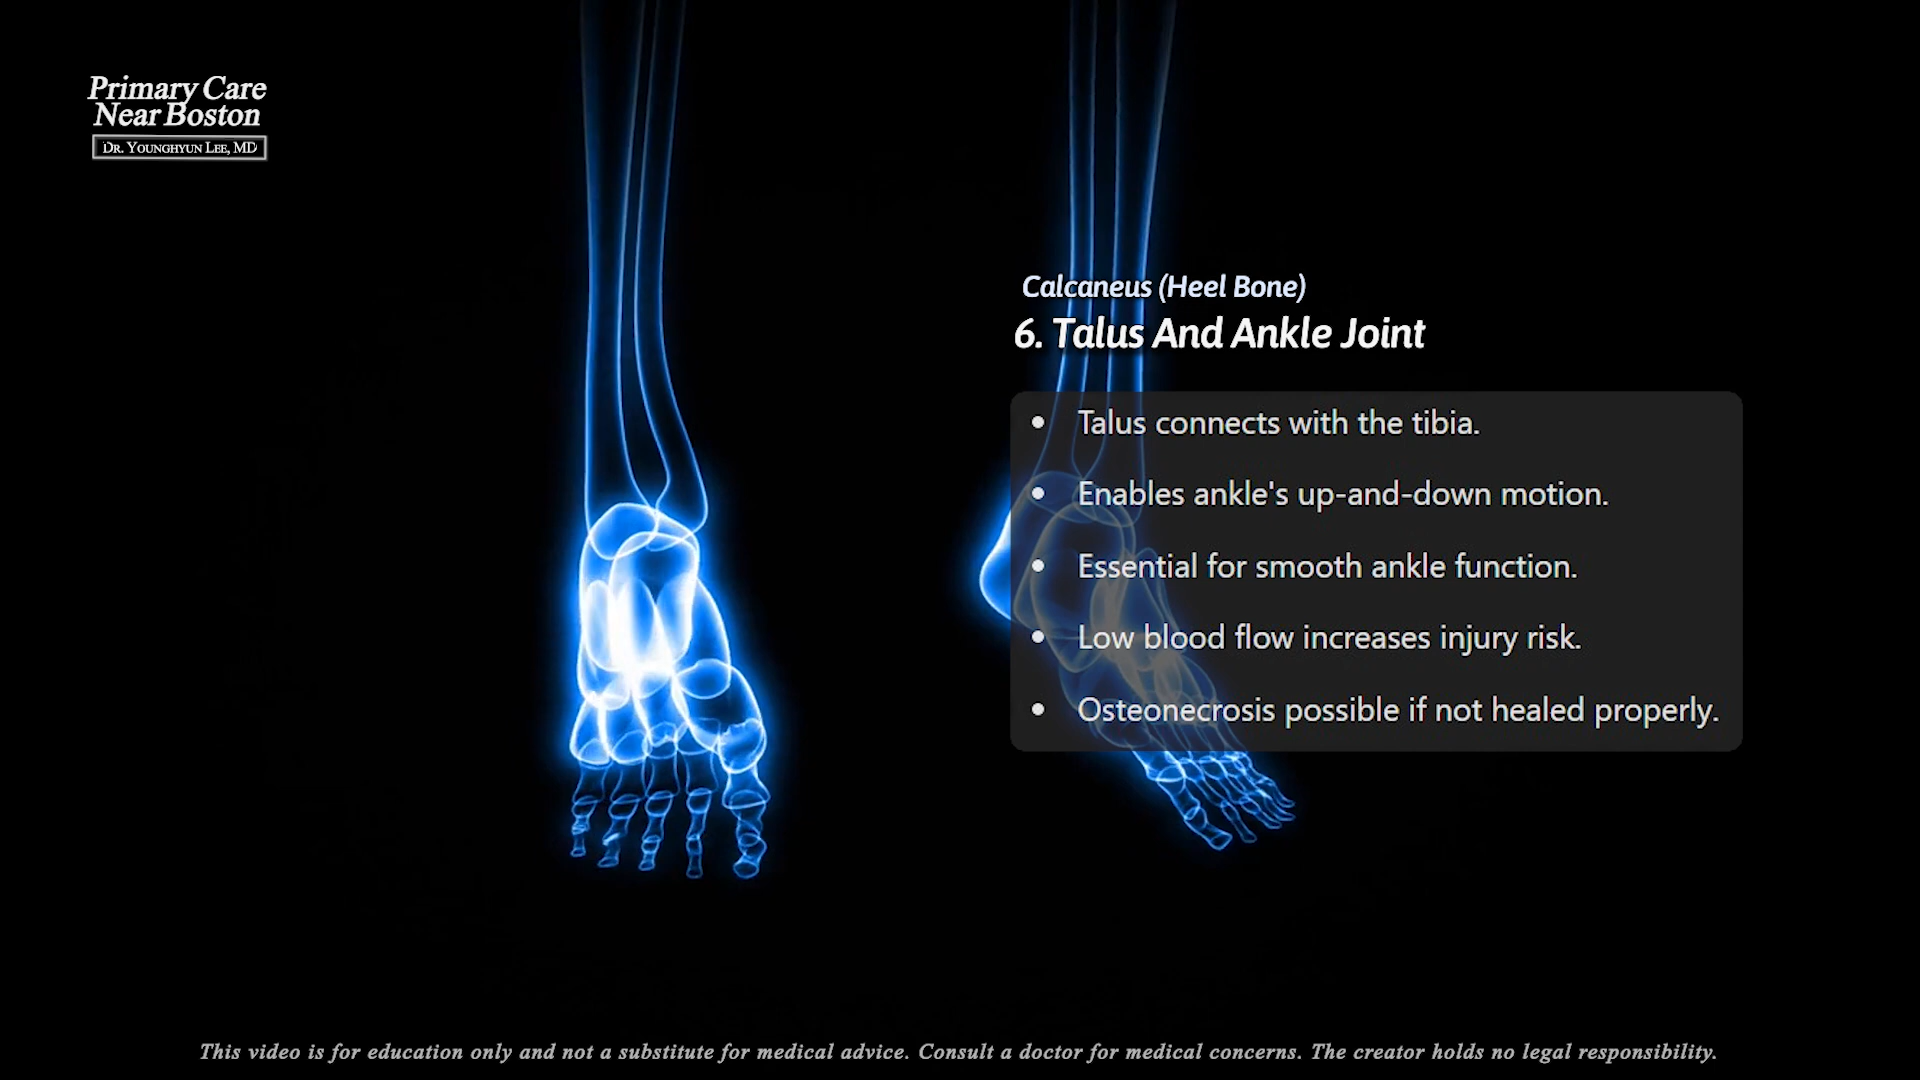 Primary Care
Near Boston
Dr. Younghyun Lee, MD
Calcaneus (Heel Bone)
6. Talus And Ankle Joint
• Talus connects with the tibia.
• Enables ankle's up-and-down motion.
• Essential for smooth ankle function.
• Low blood flow increases injury risk.
• Osteonecrosis possible if not healed properly.
This video is for education only and not a substitute for medical advice. Consult a doctor for medical concerns. The creator holds no legal responsibility.